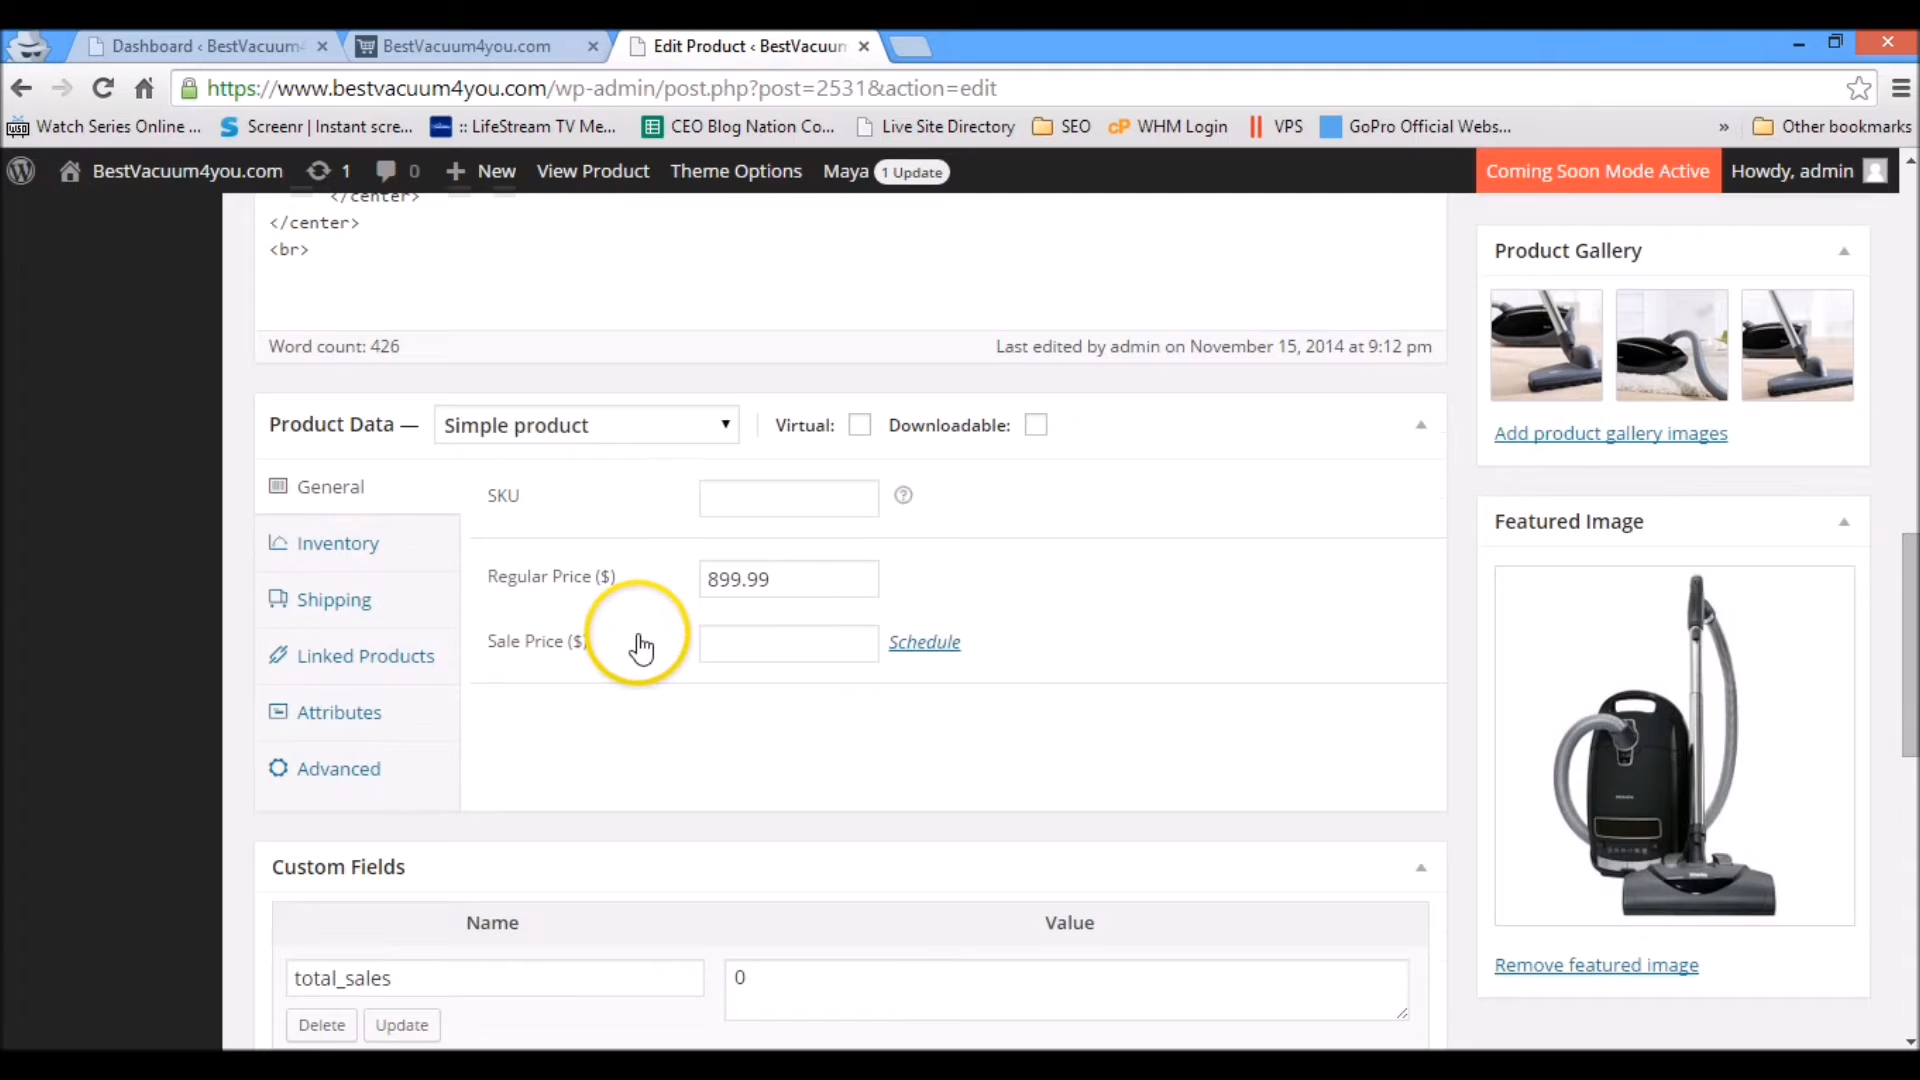 Dashboard ‹ BestVacuum4
BestVacuum4you.com
Edit Product ‹ BestVacuum
https://www.bestvacuum4you.com/wp-admin/post.php?post=2531&action=edit
Watch Series Online ...
Screenr | Instant scre...
:: LifeStream TV Me...
CEO Blog Nation Co...
Live Site Directory
SEO
cP WHM Login
VPS
GoPro Official Webs...
»
Other bookmarks
BestVacuum4you.com
1
0
+ New
View Product
Theme Options
Maya 1 Update
Coming Soon Mode Active
Howdy, admin
</center>
</center>
<br>
Word count: 426
Last edited by admin on November 15, 2014 at 9:12 pm
Product Data —
Simple product
Virtual:
Downloadable:
General
Inventory
Shipping
Linked Products
Attributes
Advanced
SKU
?
Regular Price ($)
899.99
Sale Price ($)
Schedule
Custom Fields
Name
Value
total_sales
0
Delete
Update
Product Gallery
Add product gallery images
Featured Image
Remove featured image